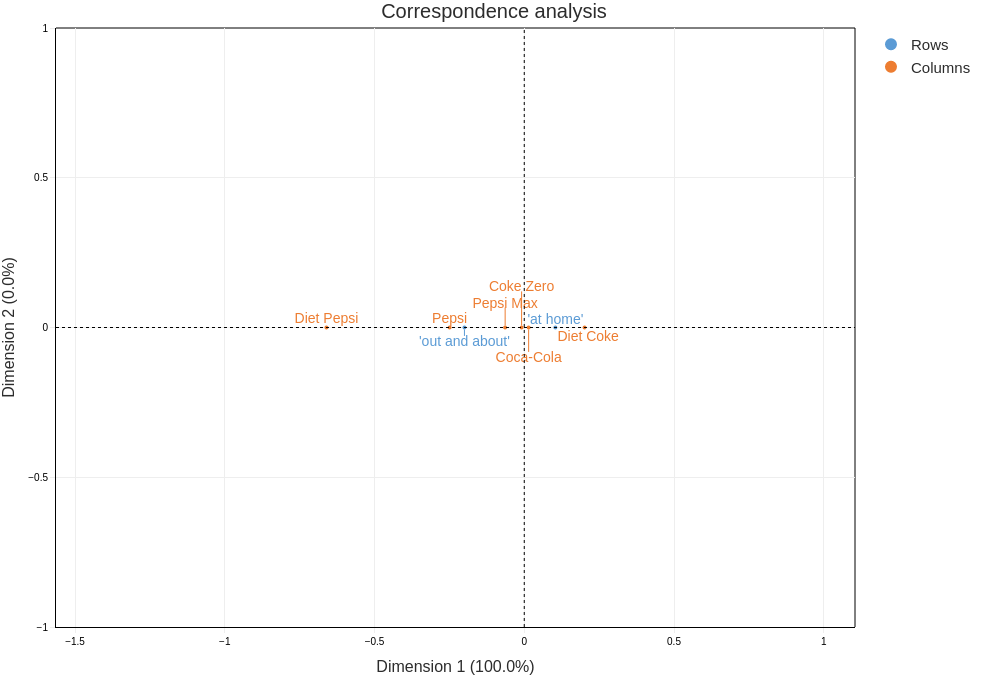 Correspondence analysis
Rows
Columns
1
0.5
0
−0.5
−1
Dimension 2 (0.0%)
Coke Zero
Pepsi Max
Diet Pepsi
Pepsi
'at home'
'out and about'
Diet Coke
Coca-Cola
−1.5
−1
−0.5
0
0.5
1
Dimension 1 (100.0%)